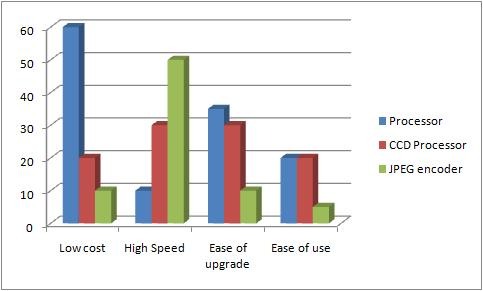 60
50
40
30
20
10
0
Low cost
High Speed
Ease of
upgrade
Ease of use
Processor
CCD Processor
JPEG encoder